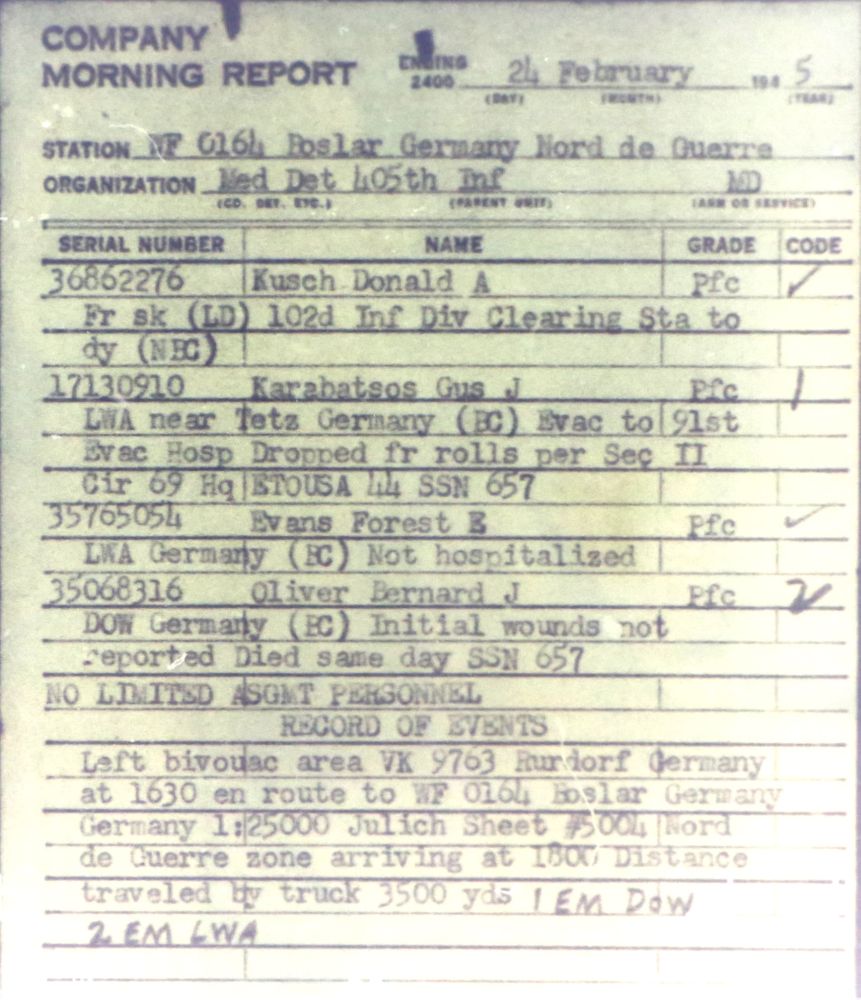 COMPANY
MORNING REPORT ENDING 2400 24 February 194 5
(DAY) (MONTH) (YEAR)
STATION WF 0164 Boslar Germany Nord de Guerre
ORGANIZATION Med Det 405th Inf MD
(CO. DET. ETC.) (PARENT UNIT) (ARM OR SERVICE)
SERIAL NUMBER NAME GRADE CODE
36862276 Kusch Donald A Pfc ✓
Fr sk (LD) 102d Inf Div Clearing Sta to
dy (NBC)
17130910 Karabatsos Gus J Pfc 1
LWA near Tetz Germany (BC) Evac to 91st
Evac Hosp Dropped fr rolls per Sec II
Cir 69 Hq ETOUSA 44 SSN 657
35765054 Evans Forest E Pfc ✓
LWA Germany (BC) Not hospitalized
35068316 Oliver Bernard J Pfc 2
DOW Germany (BC) Initial wounds not
reported Died same day SSN 657
NO LIMITED ASGMT PERSONNEL
RECORD OF EVENTS
Left bivouac area VK 9763 Rurdorf Germany
at 1630 en route to WF 0164 Boslar Germany
Germany 1:25000 Julich Sheet #5004 Nord
de Guerre zone arriving at 1800 Distance
traveled by truck 3500 yds 1 EM DOW
2 EM LWA